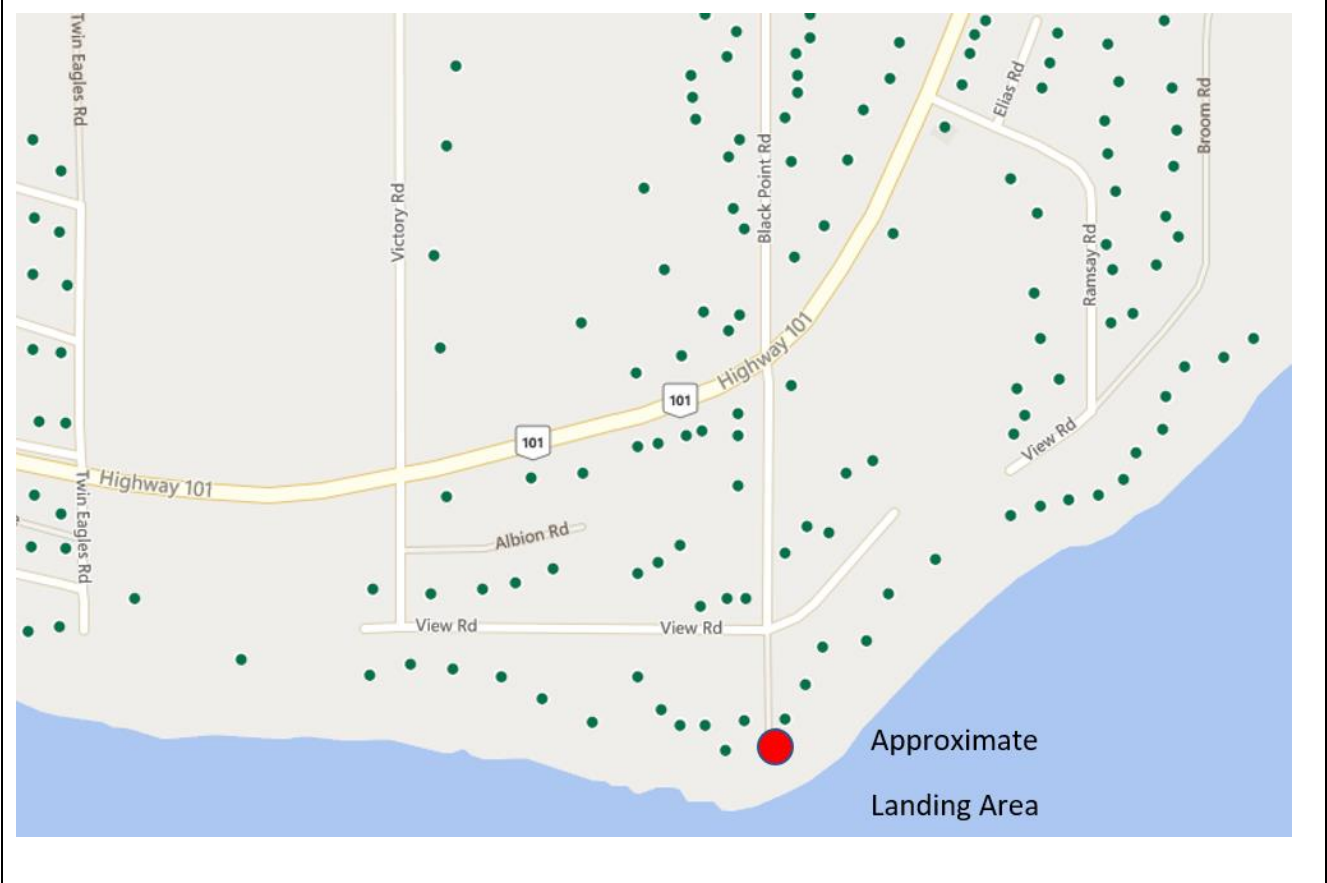 Twin Eagles Rd
Victory Rd
Black Point Rd
Elias Rd
Broom Rd
Ramsay Rd
Highway 101
101
101
View Rd
Highway 101
Twin Eagles Rd
Albion Rd
View Rd
View Rd
Approximate
Landing Area